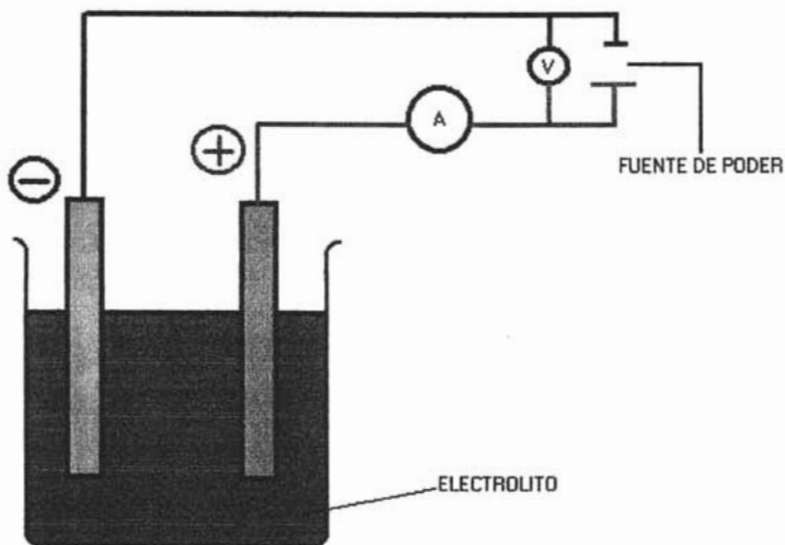 V
A
+
FUENTE DE PODER
−
ELECTROLITO